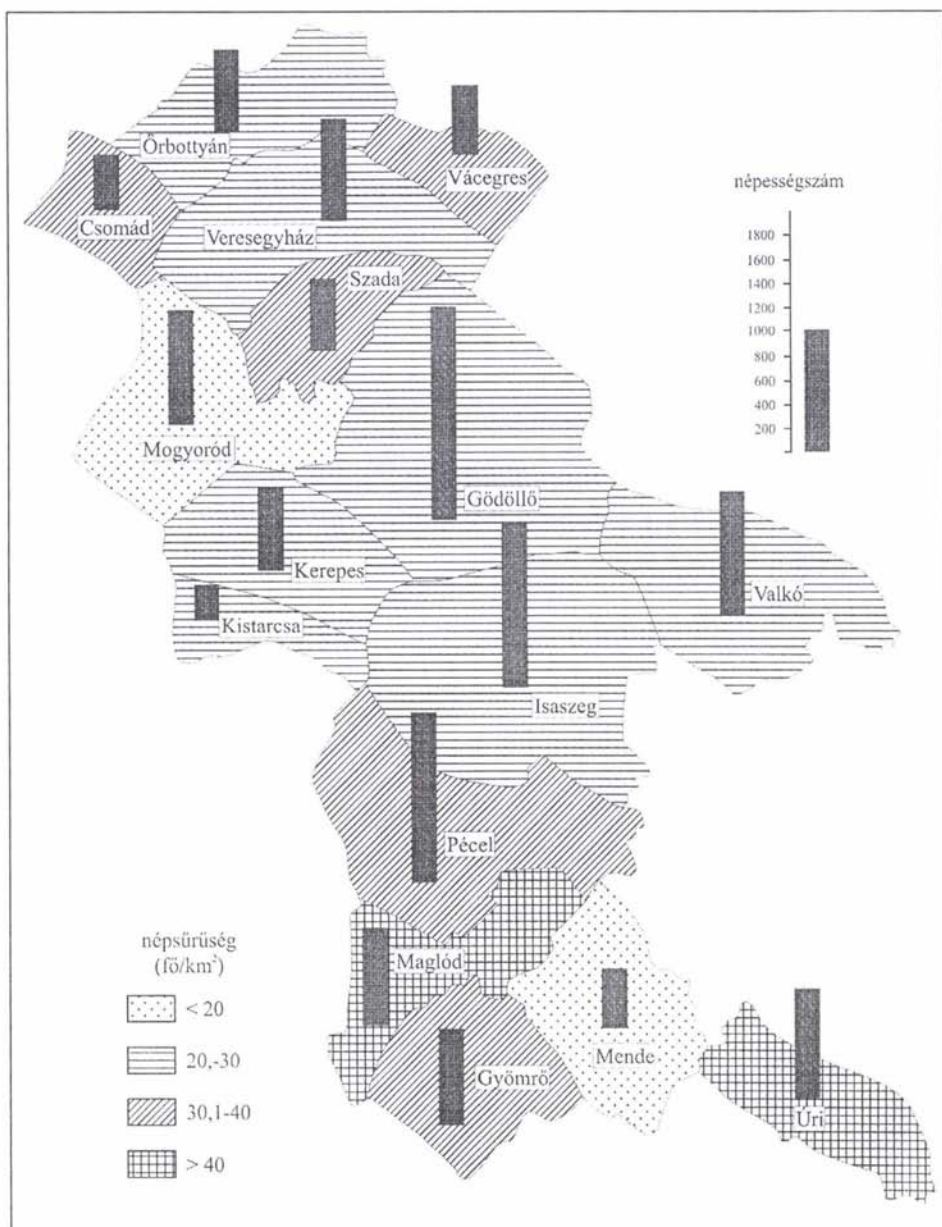 Őrbottyán
Vácegres
Csomád
Veresegyház
Szada
népességszám
1800
1600
1400
1200
1000
800
600
400
200
Mogyoród
Gödöllő
Kerepes
Valkó
Kistarcsa
Isaszeg
Pécel
Maglód
Mende
Gyömrő
Úri
népsűrűség
(fő/km²)
< 20
20,-30
30,1-40
> 40